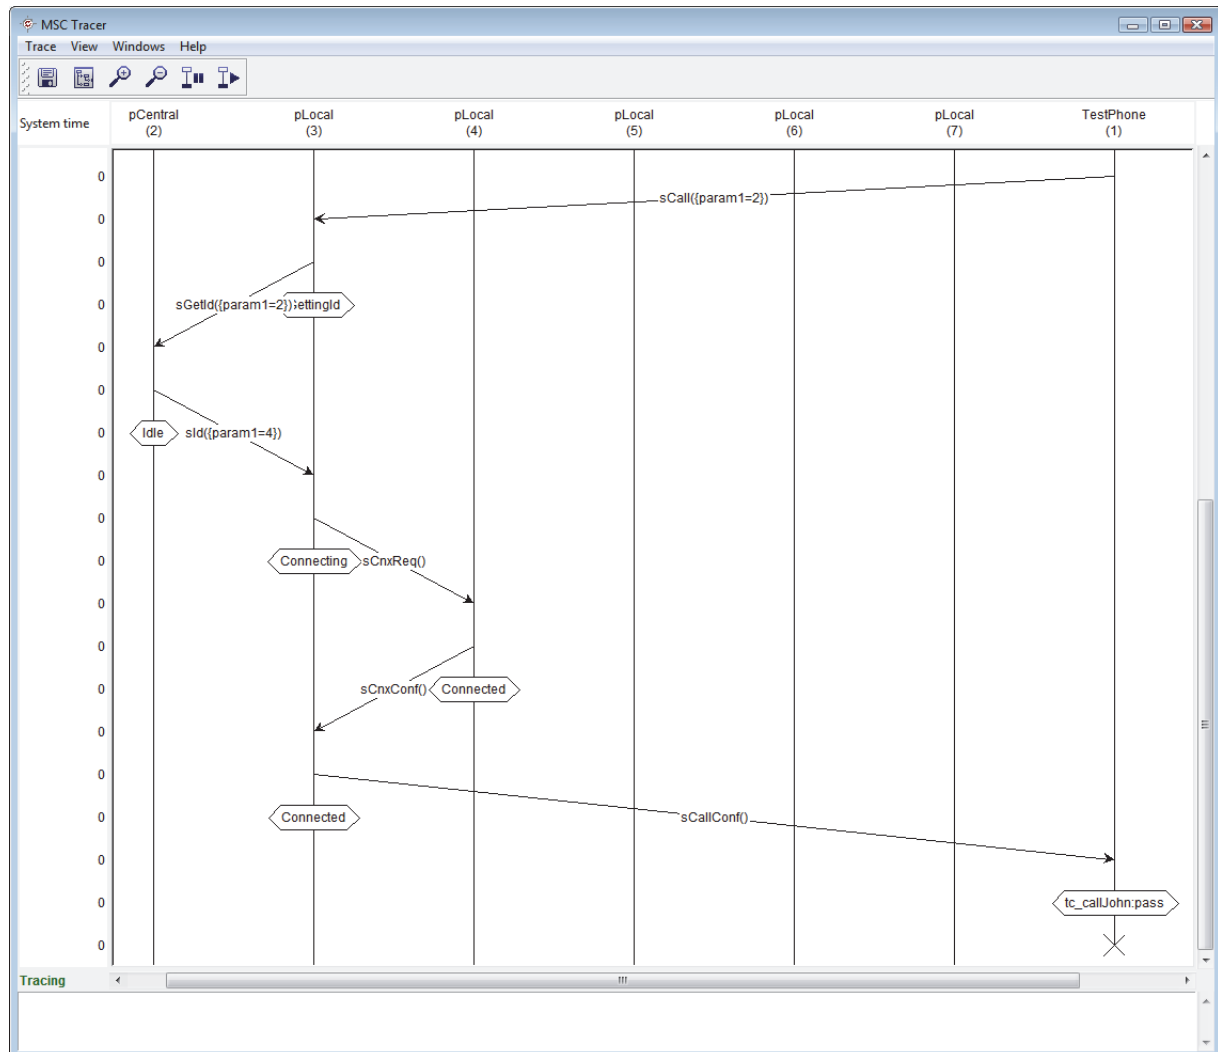 MSC Tracer
Trace View Windows Help
System time
pCentral
(2)
pLocal
(3)
pLocal
(4)
pLocal
(5)
pLocal
(6)
pLocal
(7)
TestPhone
(1)
0
sCall({param1=2})
0
0
0
sGetId({param1=2})
ettingId
0
0
0
Idle
sId({param1=4})
0
0
0
Connecting
sCnxReq()
0
0
0
sCnxConf()
Connected
0
0
0
Connected
sCallConf()
0
0
tc_callJohn:pass
0
Tracing